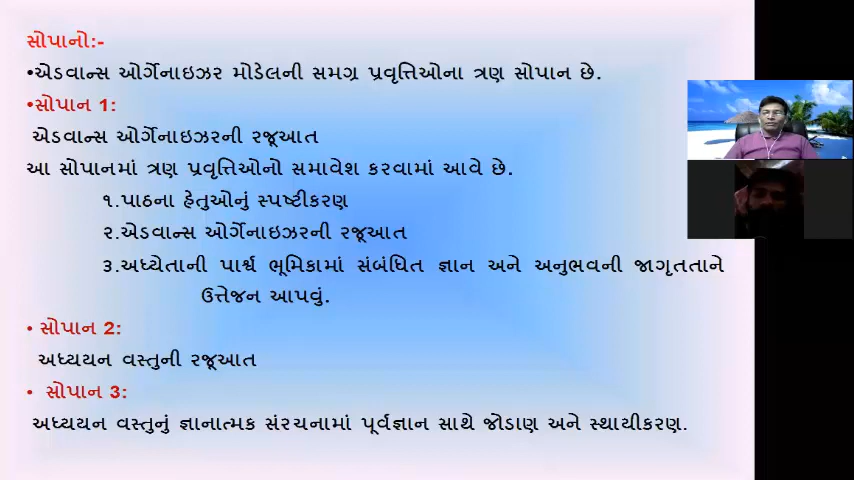 સોપાનો:-
•એડવાન્સ ઓર્ગેનાઇઝર મોડેલની સમગ્ર પ્રવૃત્તિઓના ત્રણ સોપાન છે.
•સોપાન 1:
એડવાન્સ ઓર્ગેનાઇઝરની રજૂઆત
આ સોપાનમાં ત્રણ પ્રવૃત્તિઓનો સમાવેશ કરવામાં આવે છે.
૧.પાઠના હેતુઓનું સ્પષ્ટીકરણ
૨.એડવાન્સ ઓર્ગેનાઇઝરની રજૂઆત
૩.અધ્યેતાની પાર્શ્વ ભૂમિકામાં સંબંધિત જ્ઞાન અને અનુભવની જાગૃતતાને
ઉત્તેજન આપવું.
• સોપાન 2:
અધ્યયન વસ્તુની રજૂઆત
• સોપાન 3:
અધ્યયન વસ્તુનું જ્ઞાનાત્મક સંરચનામાં પૂર્વજ્ઞાન સાથે જોડાણ અને સ્થાયીકરણ.